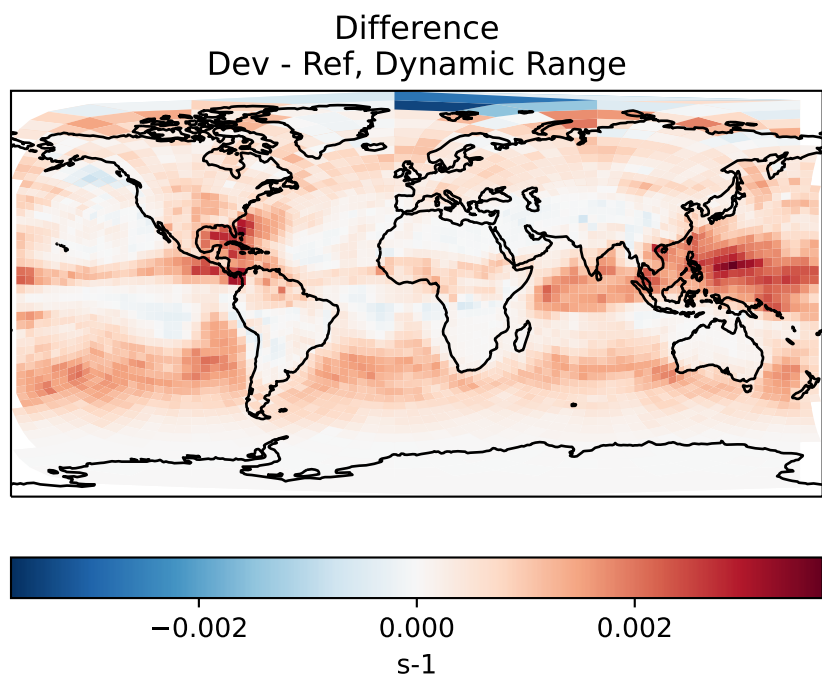 Difference
Dev - Ref, Dynamic Range
−0.002
0.000
0.002
s-1